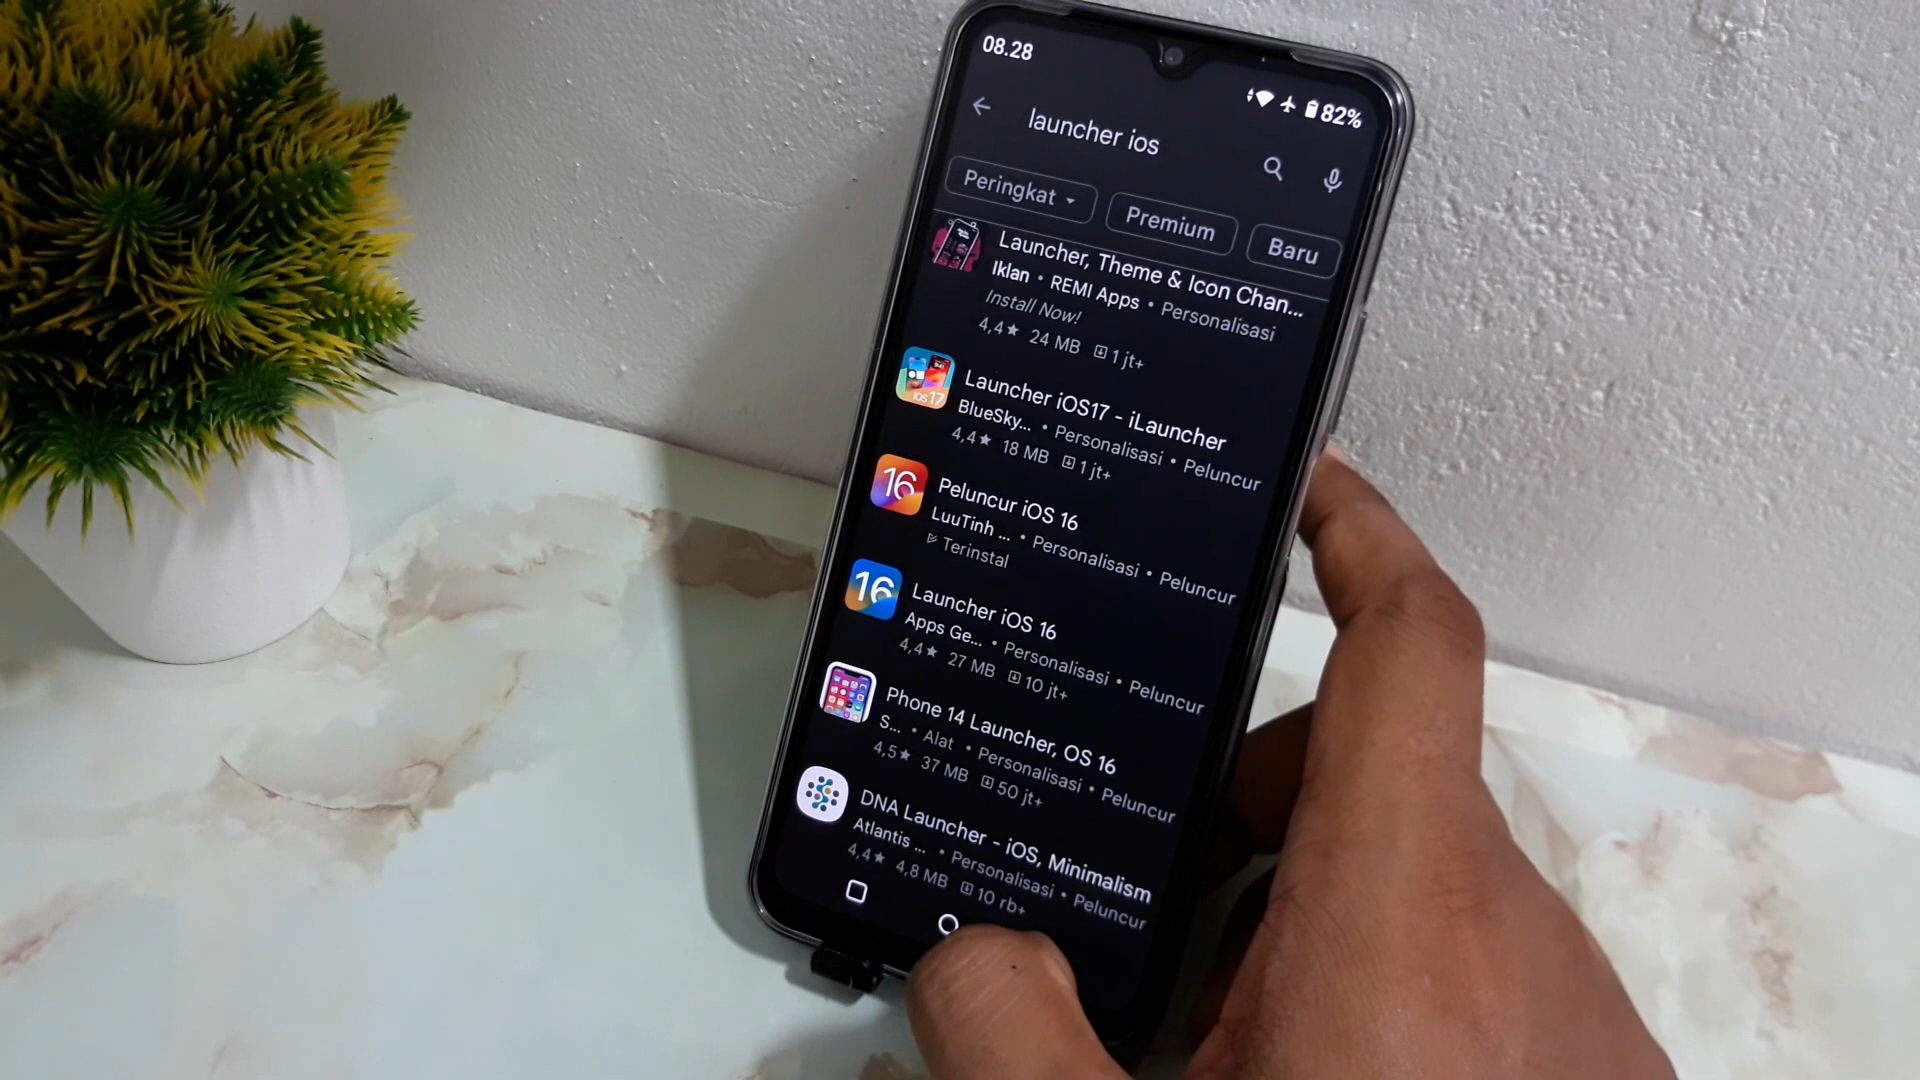 08.28
82%
launcher ios
Peringkat
Premium
Baru
Launcher, Theme & Icon Chan...
Iklan • REMI Apps • Personalisasi
Install Now!
4,4★ 24 MB 1 jt+
iOS 17
Launcher iOS17 - iLauncher
BlueSky... • Personalisasi • Peluncur
4,4★ 18 MB 1 jt+
16
Peluncur iOS 16
LuuTinh ... • Personalisasi • Peluncur
Terinstal
16
Launcher iOS 16
Apps Ge... • Personalisasi • Peluncur
4,4★ 27 MB 10 jt+
Phone 14 Launcher, OS 16
S... • Alat • Personalisasi • Peluncur
4,5★ 37 MB 50 jt+
DNA Launcher - iOS, Minimalism
Atlantis ... • Personalisasi • Peluncur
4,4★ 4,8 MB 10 rb+